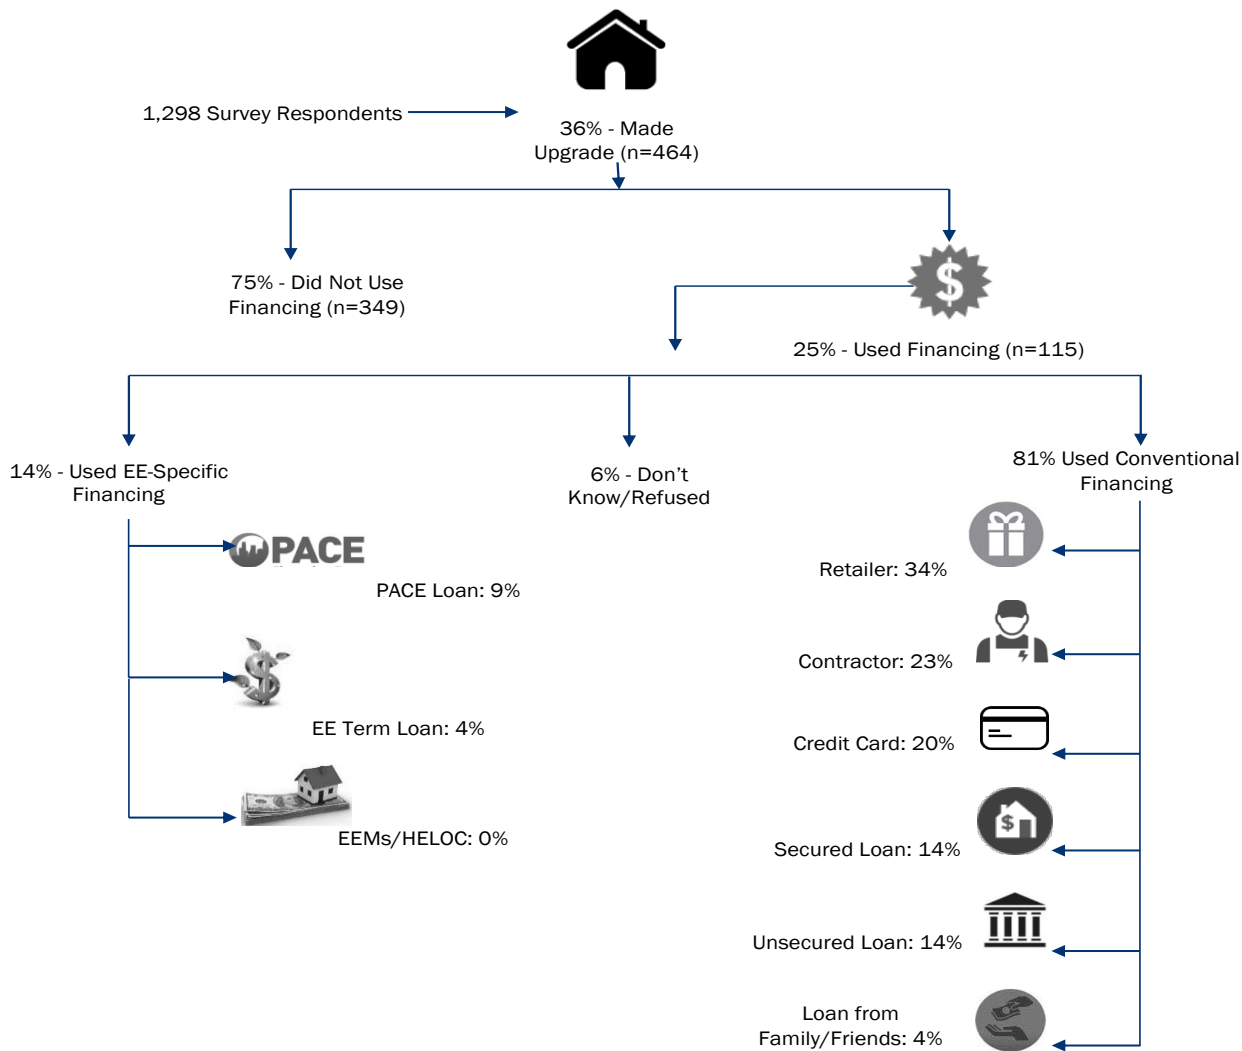 1,298 Survey Respondents
36% - Made
Upgrade (n=464)
75% - Did Not Use
Financing (n=349)
$
25% - Used Financing (n=115)
14% - Used EE-Specific
Financing
6% - Don't
Know/Refused
81% Used Conventional
Financing
PACE
PACE Loan: 9%
$
EE Term Loan: 4%
EEMs/HELOC: 0%
Retailer: 34%
Contractor: 23%
Credit Card: 20%
$
Secured Loan: 14%
Unsecured Loan: 14%
Loan from
Family/Friends: 4%